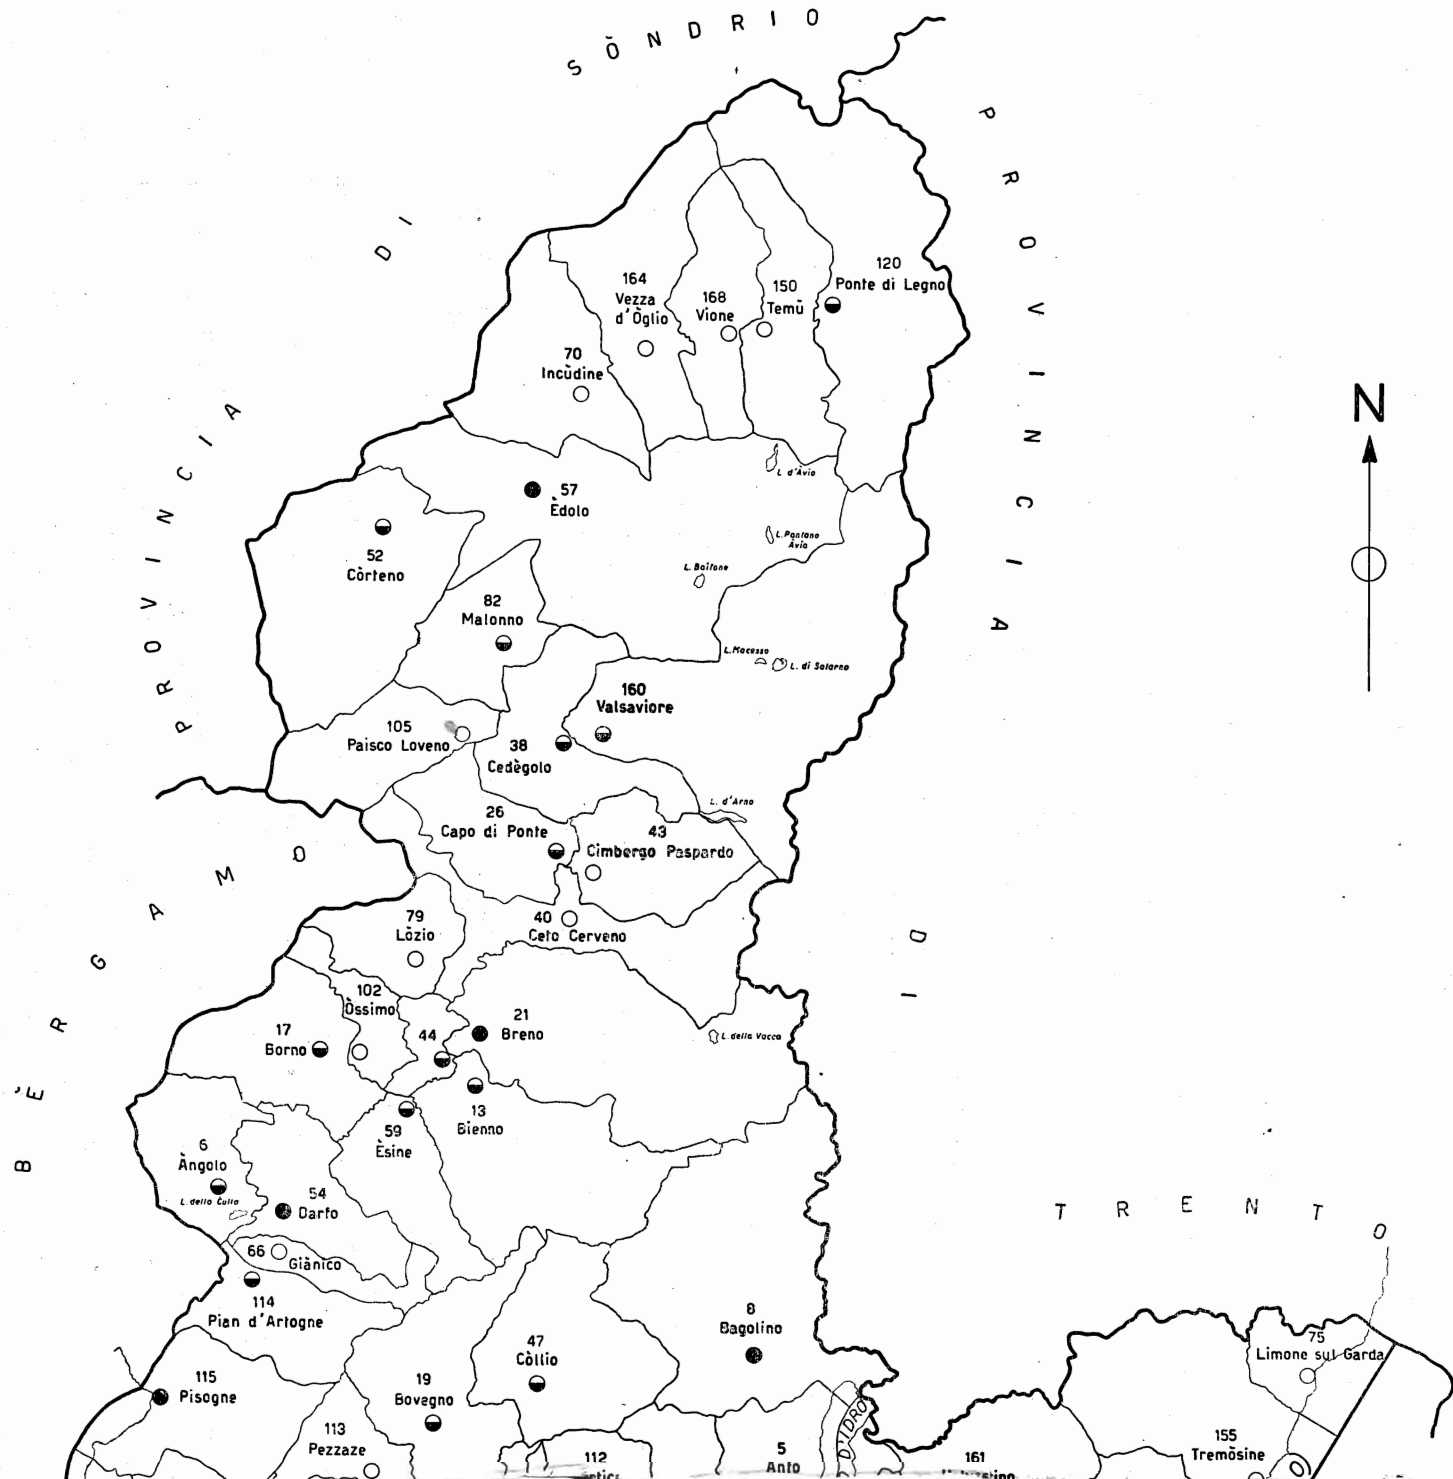 SÒNDRIO
DI
PROVINCIA
PROVINCIA
DI
TRENTO
BÈRGAMO
N
120
Ponte di Legno
164
Vezza
d'Òglio
168
Vione
150
Temù
70
Incùdine
L. d'Àvio
57
Èdolo
L. Pantano
Àvio
52
Còrteno
L. Baitone
82
Malonno
L. Macesso
L. di Salarno
160
Valsaviore
105
Paisco Loveno
38
Cedègolo
L. d'Arno
26
Capo di Ponte
43
Cimbergo Paspardo
79
Lòzio
40
Ceto Cerveno
102
Òssimo
17
Borno
44
21
Breno
L. della Vacca
13
Bienno
59
Èsine
6
Àngolo
L. della
54
Darfo
66
Giànico
114
Pian d'Artogne
8
Bagolino
47
Còllio
75
Limone sul Garda
115
Pisogne
19
Bovegno
113
Pezzaze
112
5
Anfo
D'IDRO
161
155
Tremòsine
O